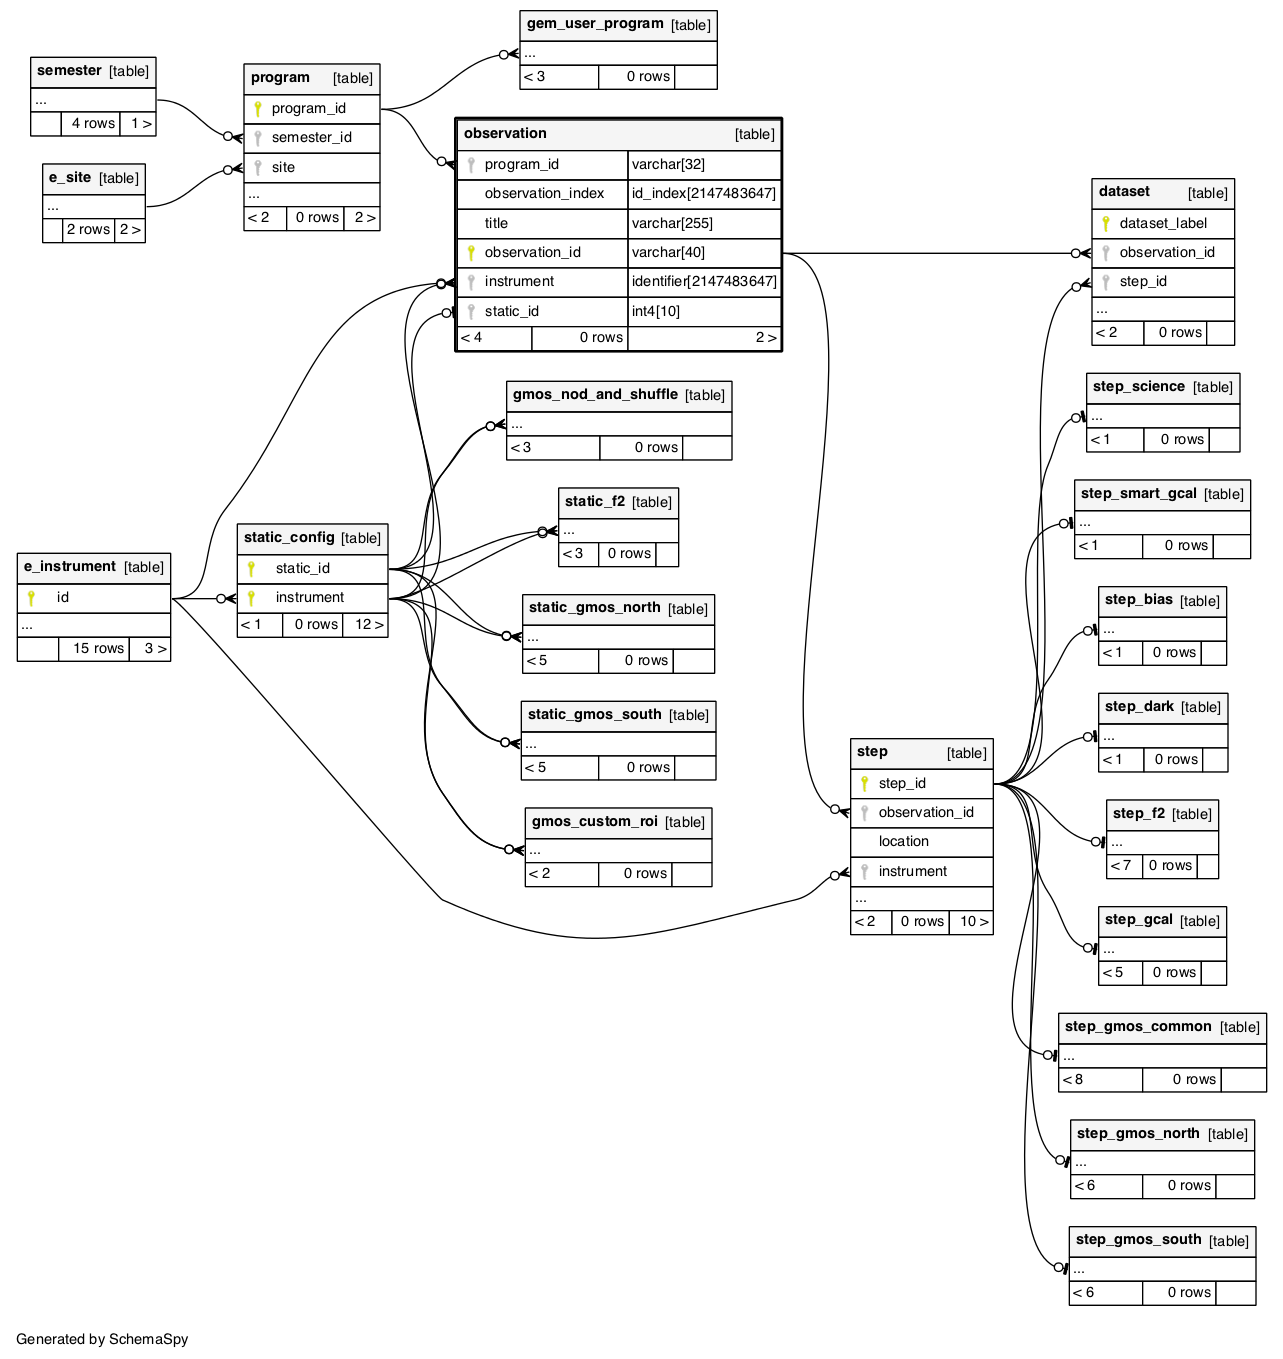 gem_user_program [table]
...
< 3 0 rows
semester [table]
...
4 rows 1 >
program [table]
program_id
semester_id
site
...
< 2 0 rows 2 >
e_site [table]
...
2 rows 2 >
observation [table]
program_id varchar[32]
observation_index id_index[2147483647]
title varchar[255]
observation_id varchar[40]
instrument identifier[2147483647]
static_id int4[10]
< 4 0 rows 2 >
dataset [table]
dataset_label
observation_id
step_id
...
< 2 0 rows
step_science [table]
...
< 1 0 rows
gmos_nod_and_shuffle [table]
...
< 3 0 rows
step_smart_gcal [table]
...
< 1 0 rows
static_f2 [table]
...
< 3 0 rows
static_config [table]
static_id
instrument
< 1 0 rows 12 >
e_instrument [table]
id
...
15 rows 3 >
static_gmos_north [table]
...
< 5 0 rows
step_bias [table]
...
< 1 0 rows
static_gmos_south [table]
...
< 5 0 rows
step_dark [table]
...
< 1 0 rows
step [table]
step_id
observation_id
location
instrument
...
< 2 0 rows 10 >
gmos_custom_roi [table]
...
< 2 0 rows
step_f2 [table]
...
< 7 0 rows
step_gcal [table]
...
< 5 0 rows
step_gmos_common [table]
...
< 8 0 rows
step_gmos_north [table]
...
< 6 0 rows
step_gmos_south [table]
...
< 6 0 rows
Generated by SchemaSpy